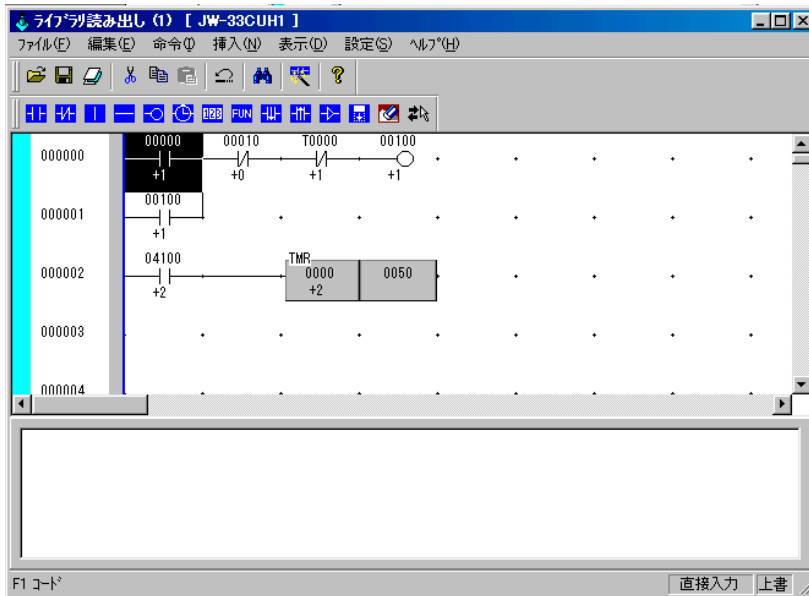 ライブラリ読み出し (1) [ JW-33CUH1 ]
ファイル(F) 編集(E) 命令(I) 挿入(N) 表示(D) 設定(S) ヘルプ(H)
123 FUN
00000 00010 T0000 00100
000000
+1 +0 +1 +1
00100
000001
+1
04100 TMR
000002 0000 0050
+2 +2
000003
000004
F1 コード 直接入力 上書